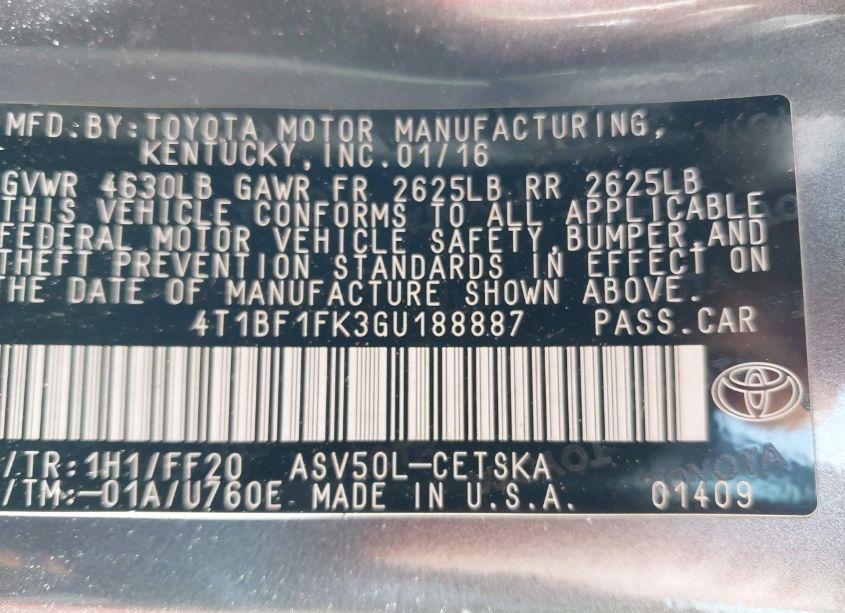 MFD.BY:TOYOTA MOTOR MANUFACTURING,
KENTUCKY,INC.01/16
GVWR 4630LB GAWR FR 2625LB RR 2625LB
THIS VEHICLE CONFORMS TO ALL APPLICABLE
FEDERAL MOTOR VEHICLE SAFETY,BUMPER,AND
THEFT PREVENTION STANDARDS IN EFFECT ON
THE DATE OF MANUFACTURE SHOWN ABOVE.
4T1BF1FK3GU188887 PASS.CAR
/TR:1H1/FF20 ASV50L-CETSKA
/TM:-01A/U760E MADE IN U.S.A. 01409